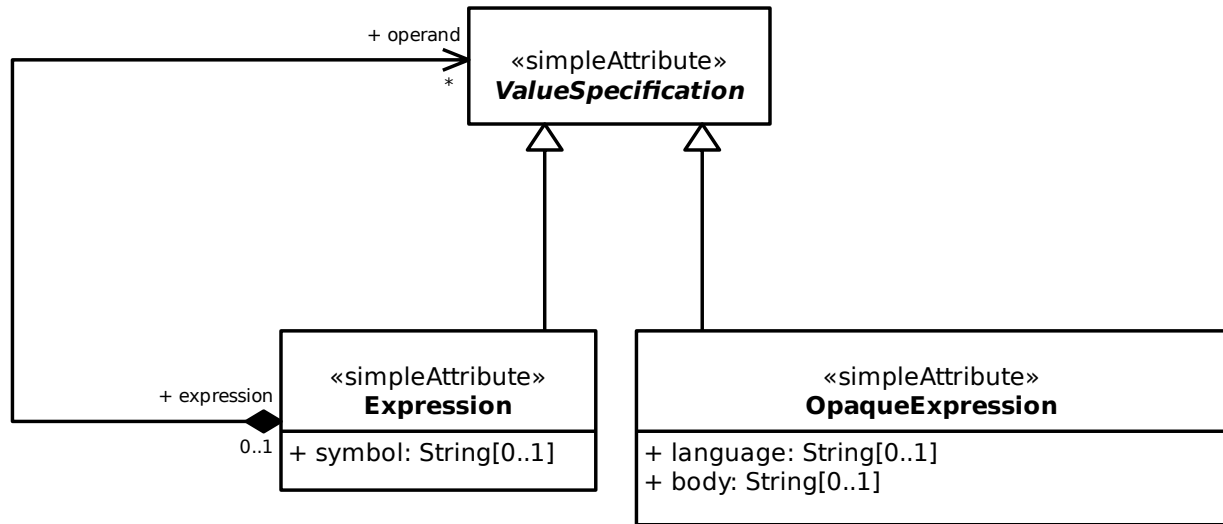 + operand
*
«simpleAttribute»
ValueSpecification
+ expression
0..1
«simpleAttribute»
Expression
+ symbol: String[0..1]
«simpleAttribute»
OpaqueExpression
+ language: String[0..1]
+ body: String[0..1]